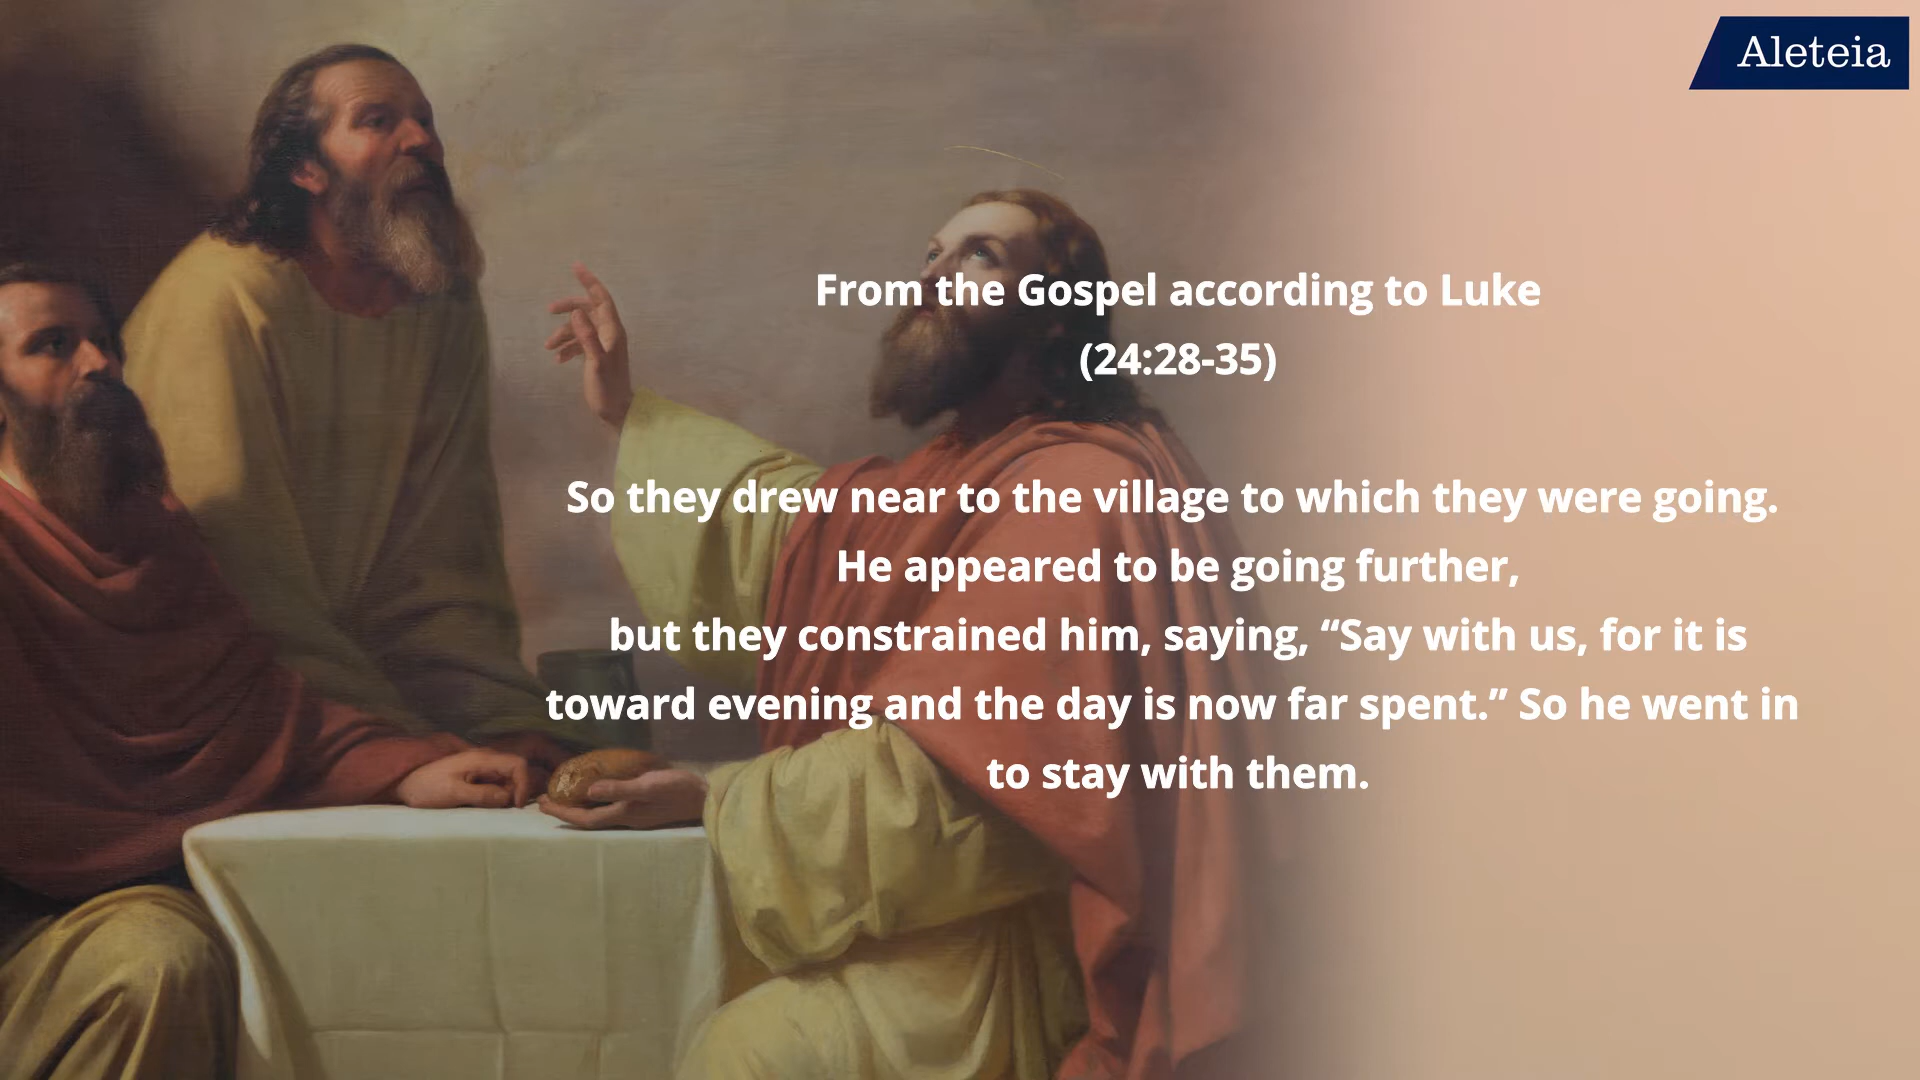 Aleteia
From the Gospel according to Luke
(24:28-35)
So they drew near to the village to which they were going.
He appeared to be going further,
but they constrained him, saying, “Say with us, for it is
toward evening and the day is now far spent.” So he went in
to stay with them.